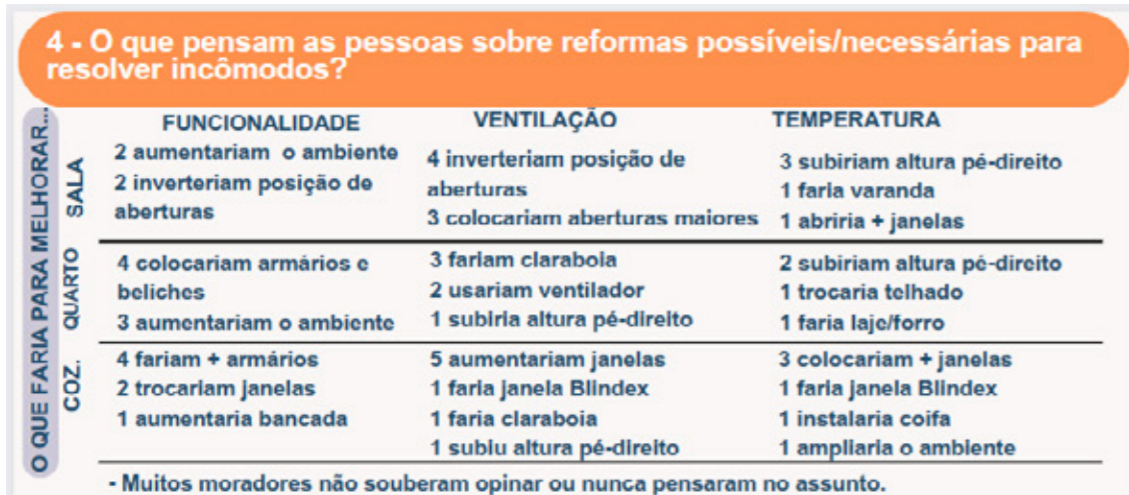 4 - O que pensam as pessoas sobre reformas possíveis/necessárias para
resolver incômodos?
O QUE FARIA PARA MELHORAR...
FUNCIONALIDADE
VENTILAÇÃO
TEMPERATURA
SALA
2 aumentariam o ambiente
2 inverteriam posição de
aberturas
4 inverteriam posição de
aberturas
3 colocariam aberturas maiores
3 subiriam altura pé-direito
1 faria varanda
1 abriria + janelas
QUARTO
4 colocariam armários e
beliches
3 aumentariam o ambiente
3 fariam claraboia
2 usariam ventilador
1 subiria altura pé-direito
2 subiriam altura pé-direito
1 trocaria telhado
1 faria laje/forro
COZ.
4 fariam + armários
2 trocariam janelas
1 aumentaria bancada
5 aumentariam janelas
1 faria janela Blindex
1 faria claraboia
1 subiu altura pé-direito
3 colocariam + janelas
1 faria janela Blindex
1 instalaria coifa
1 ampliaria o ambiente
- Muitos moradores não souberam opinar ou nunca pensaram no assunto.